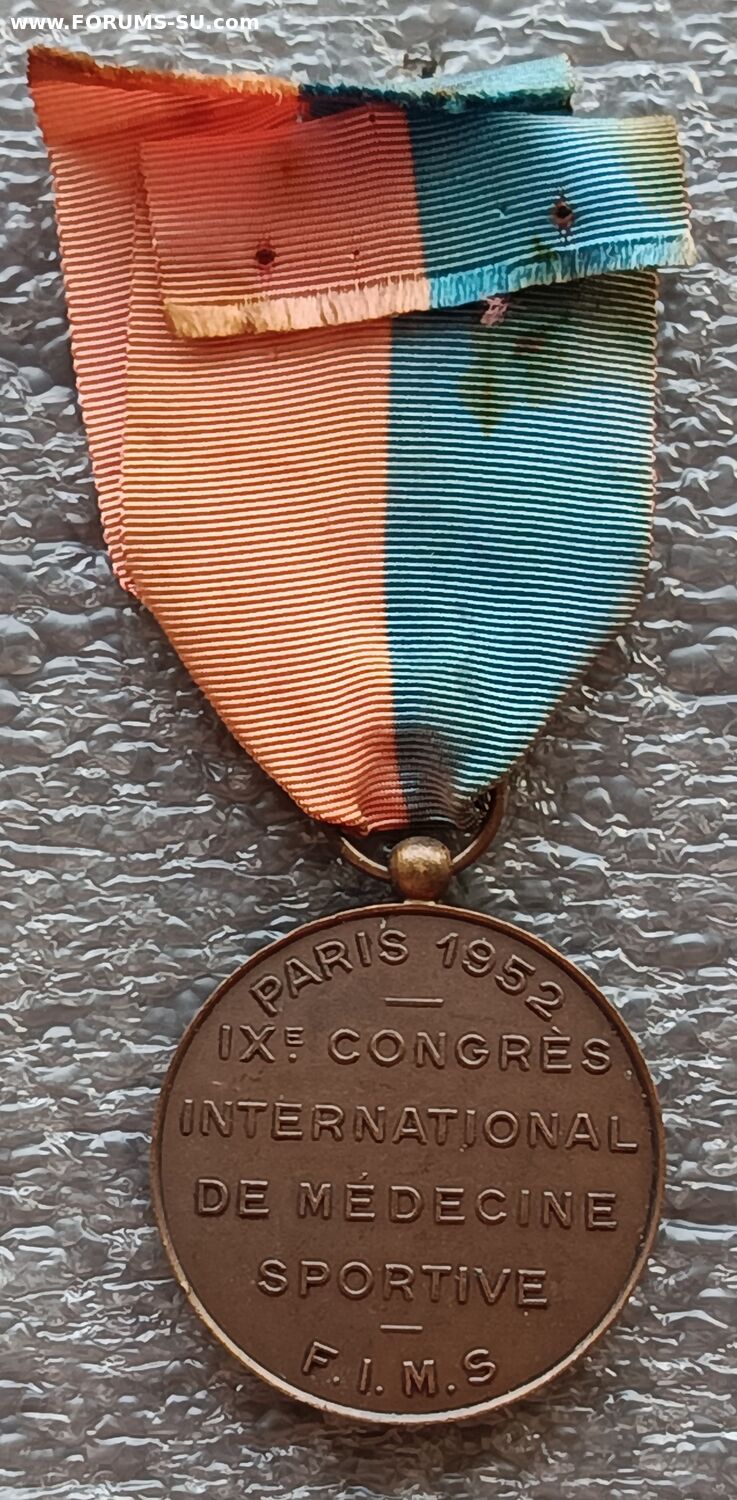 www.FORUMS-SU.com
PARIS 1952
IXE. CONGRÈS
INTERNATIONAL
DE MÉDECINE
SPORTIVE
F.I.M.S